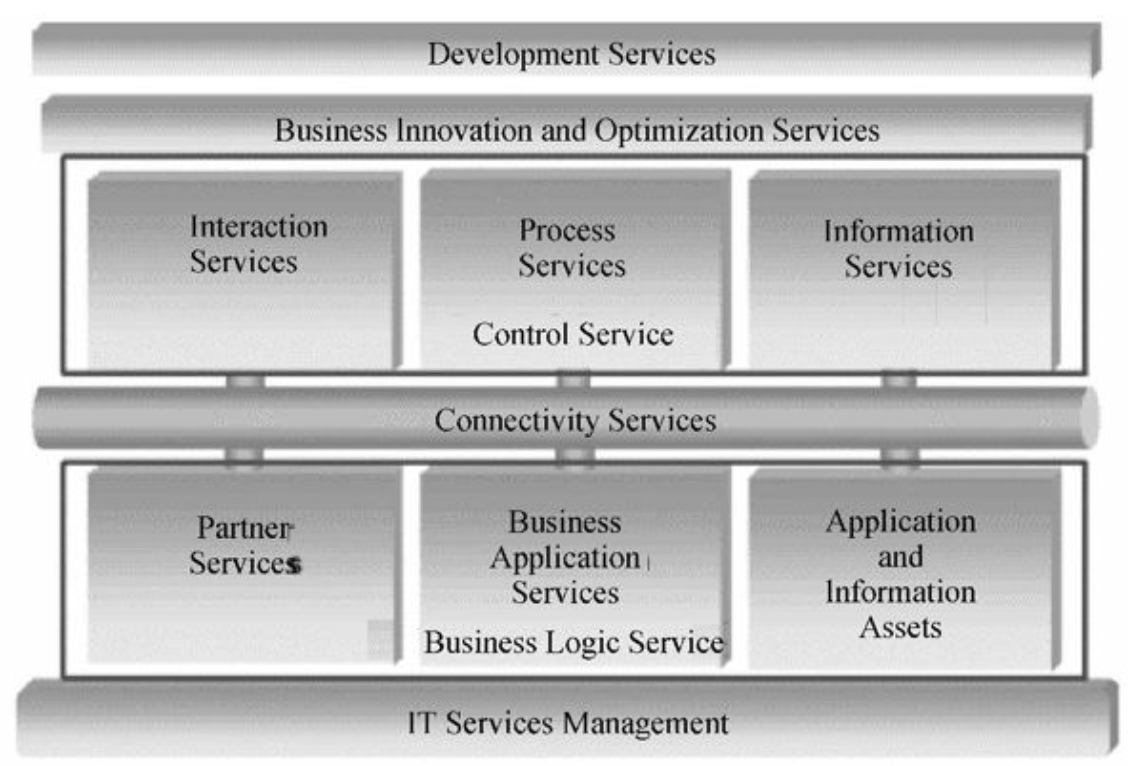 Development Services
Business Innovation and Optimization Services
Interaction
Services
Process
Services
Information
Services
Control Service
Connectivity Services
Partner
Services
Business
Application
Services
Application
and
Information
Assets
Business Logic Service
IT Services Management